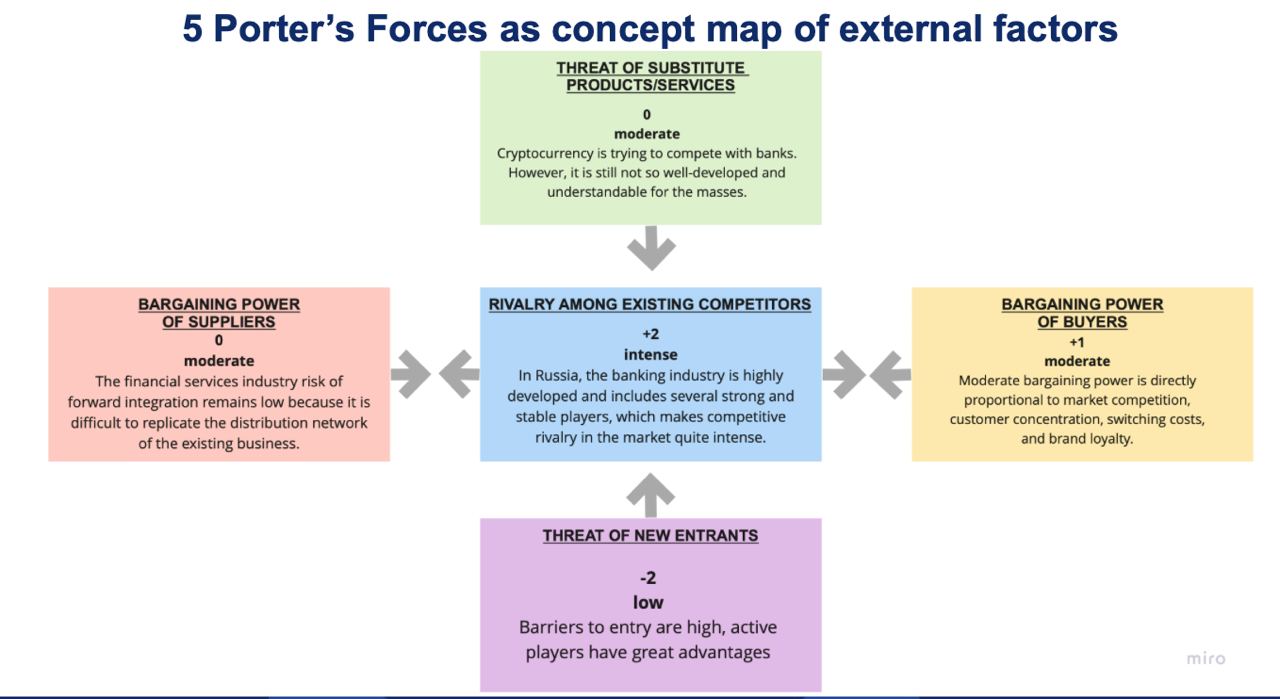 5 Porter's Forces as concept map of external factors
THREAT OF SUBSTITUTE
PRODUCTS/SERVICES
0
moderate
Cryptocurrency is trying to compete with banks.
However, it is still not so well-developed and
understandable for the masses.
BARGAINING POWER
OF SUPPLIERS
0
moderate
The financial services industry risk of
forward integration remains low because it is
difficult to replicate the distribution network
of the existing business.
RIVALRY AMONG EXISTING COMPETITORS
+2
intense
In Russia, the banking industry is highly
developed and includes several strong and
stable players, which makes competitive
rivalry in the market quite intense.
BARGAINING POWER
OF BUYERS
+1
moderate
Moderate bargaining power is directly
proportional to market competition,
customer concentration, switching costs,
and brand loyalty.
THREAT OF NEW ENTRANTS
-2
low
Barriers to entry are high, active
players have great advantages
miro